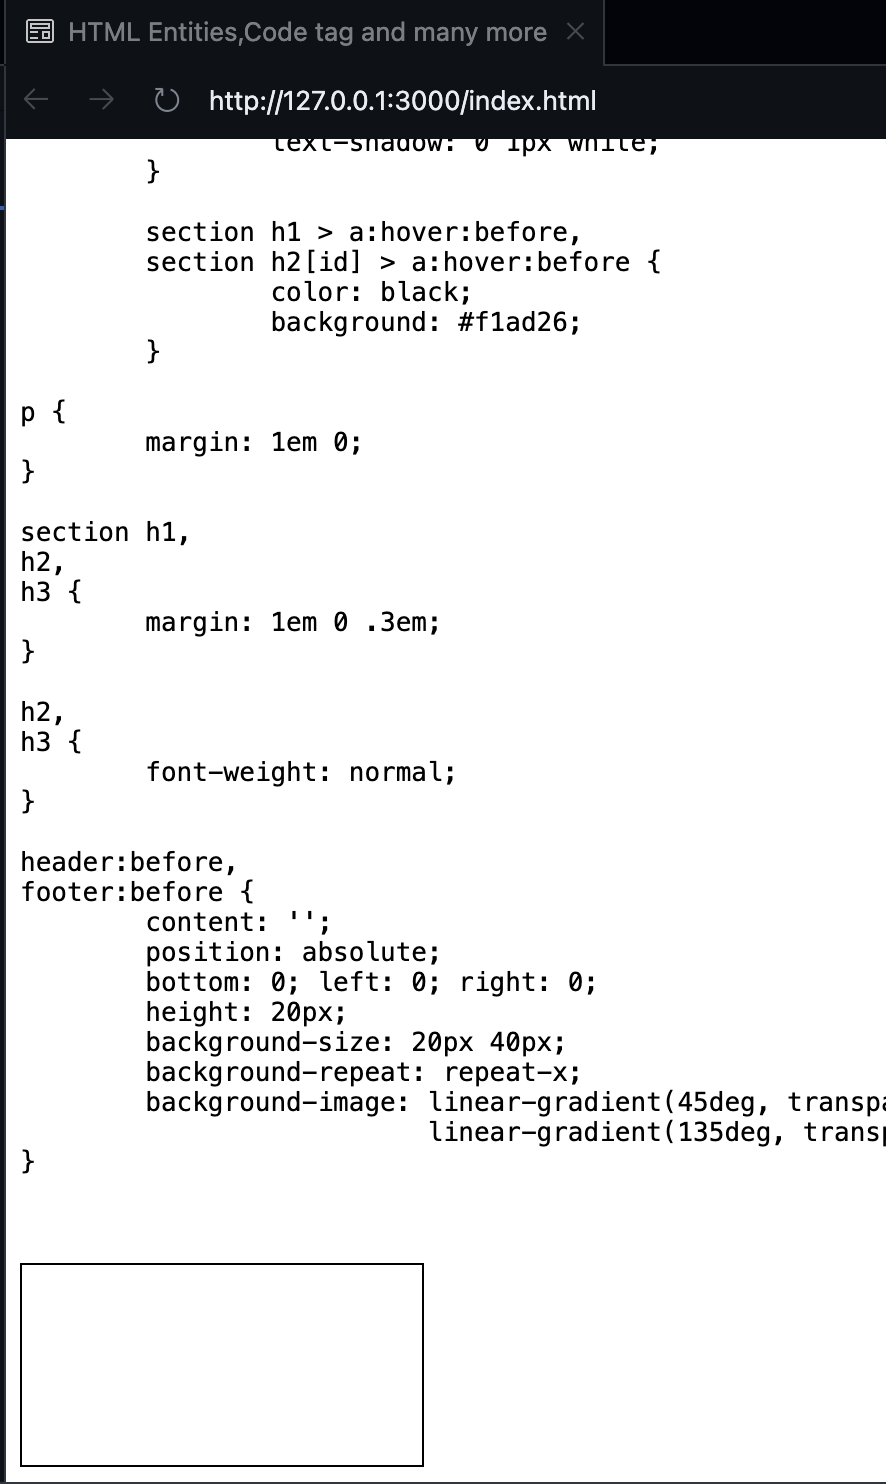 HTML Entities,Code tag and many more
http://127.0.0.1:3000/index.html
text-shadow: 0 1px white;
}
section h1 > a:hover:before,
section h2[id] > a:hover:before {
color: black;
background: #f1ad26;
}
p {
margin: 1em 0;
}
section h1,
h2,
h3 {
margin: 1em 0 .3em;
}
h2,
h3 {
font-weight: normal;
}
header:before,
footer:before {
content: '';
position: absolute;
bottom: 0; left: 0; right: 0;
height: 20px;
background-size: 20px 40px;
background-repeat: repeat-x;
background-image: linear-gradient(45deg, transpa
linear-gradient(135deg, transp
}